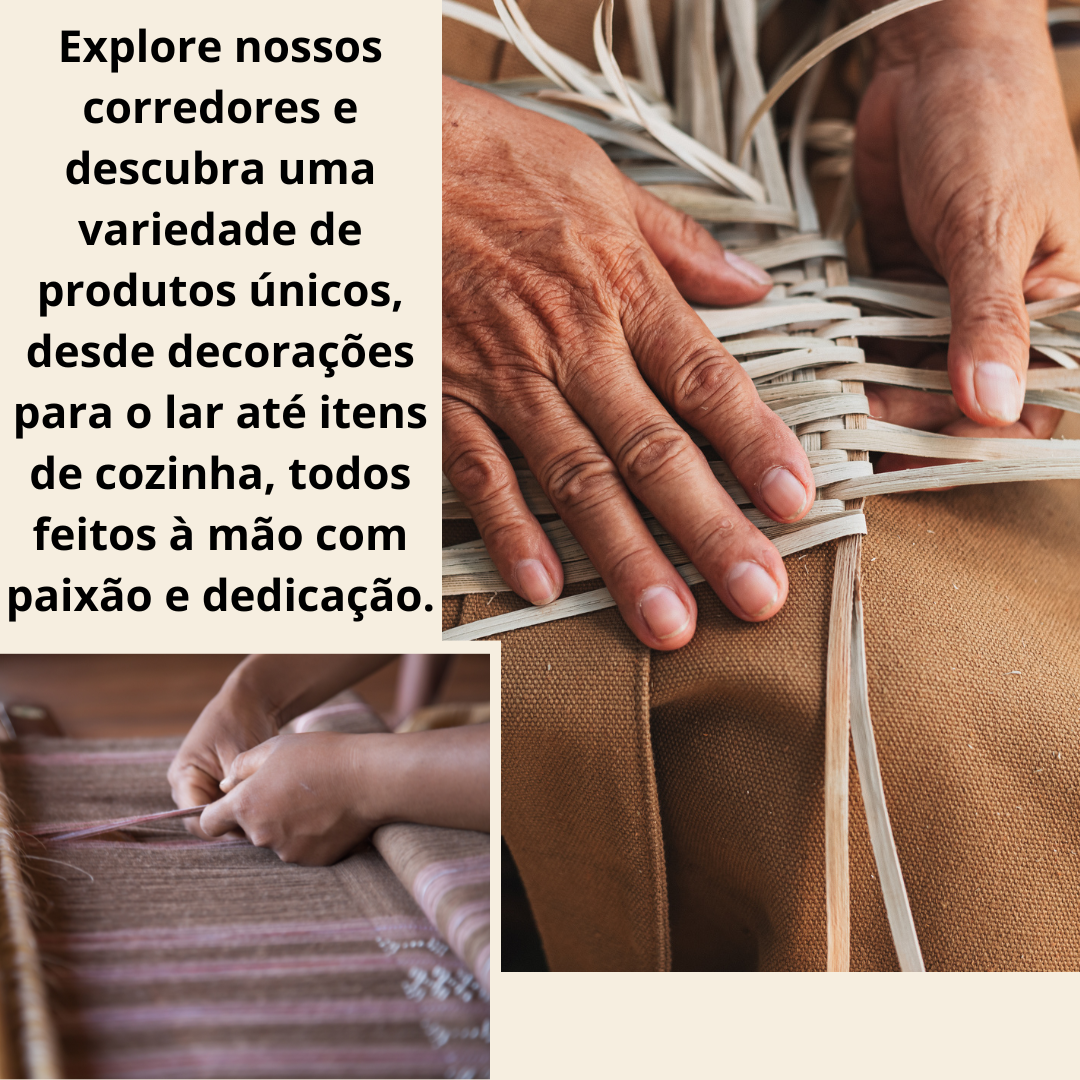 Explore nossos
corredores e
descubra uma
variedade de
produtos únicos,
desde decorações
para o lar até itens
de cozinha, todos
feitos à mão com
paixão e dedicação.